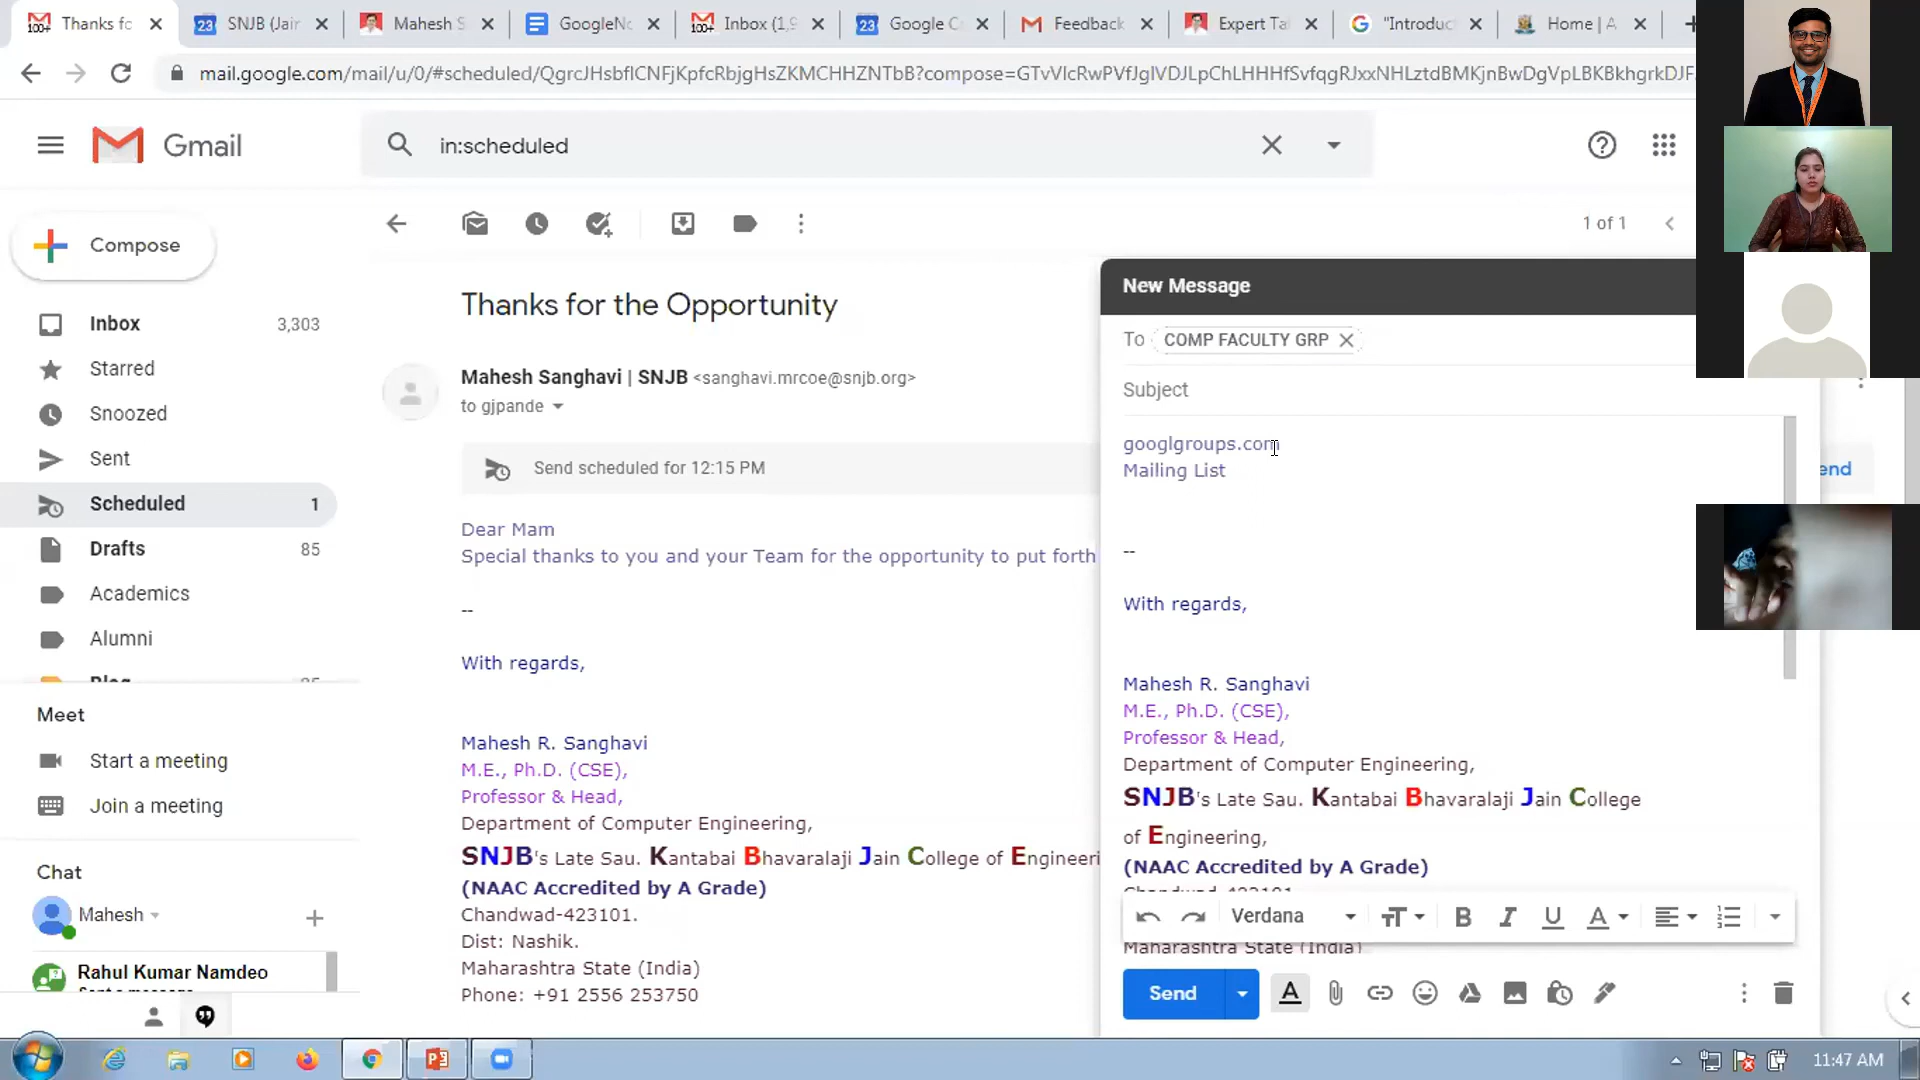 Thanks fo
SNJB (Jain
Mahesh S
GoogleNo
Inbox (1,9
Google C
Feedback
Expert Tal
"Introduc
Home | A
mail.google.com/mail/u/0/#scheduled/QgrcJHsbflCNFjKpfcRbjgHsZKMCHHZNTbB?compose=GTvVlcRwPVfJglVDJLpChLHHHfSvfqgRJxxNHLztdBMKjnBwDgVpLBKBkhgrkDJF
Gmail
in:scheduled
Compose
1 of 1
Inbox 3,303
Starred
Snoozed
Sent
Scheduled 1
Drafts 85
Academics
Alumni
Meet
Start a meeting
Join a meeting
Chat
Mahesh
Rahul Kumar Namdeo
Thanks for the Opportunity
Mahesh Sanghavi | SNJB <sanghavi.mrcoe@snjb.org>
to gjpande
Send scheduled for 12:15 PM
Dear Mam
Special thanks to you and your Team for the opportunity to put forth
--
With regards,
Mahesh R. Sanghavi
M.E., Ph.D. (CSE),
Professor & Head,
Department of Computer Engineering,
SNJB's Late Sau. Kantabai Bhavaralaji Jain College of Engineeri
(NAAC Accredited by A Grade)
Chandwad-423101.
Dist: Nashik.
Maharashtra State (India)
Phone: +91 2556 253750
New Message
To COMP FACULTY GRP
Subject
googlgroups.com
Mailing List
--
With regards,
Mahesh R. Sanghavi
M.E., Ph.D. (CSE),
Professor & Head,
Department of Computer Engineering,
SNJB's Late Sau. Kantabai Bhavaralaji Jain College
of Engineering,
(NAAC Accredited by A Grade)
Verdana
Maharashtra State (India)
Send
end
11:47 AM